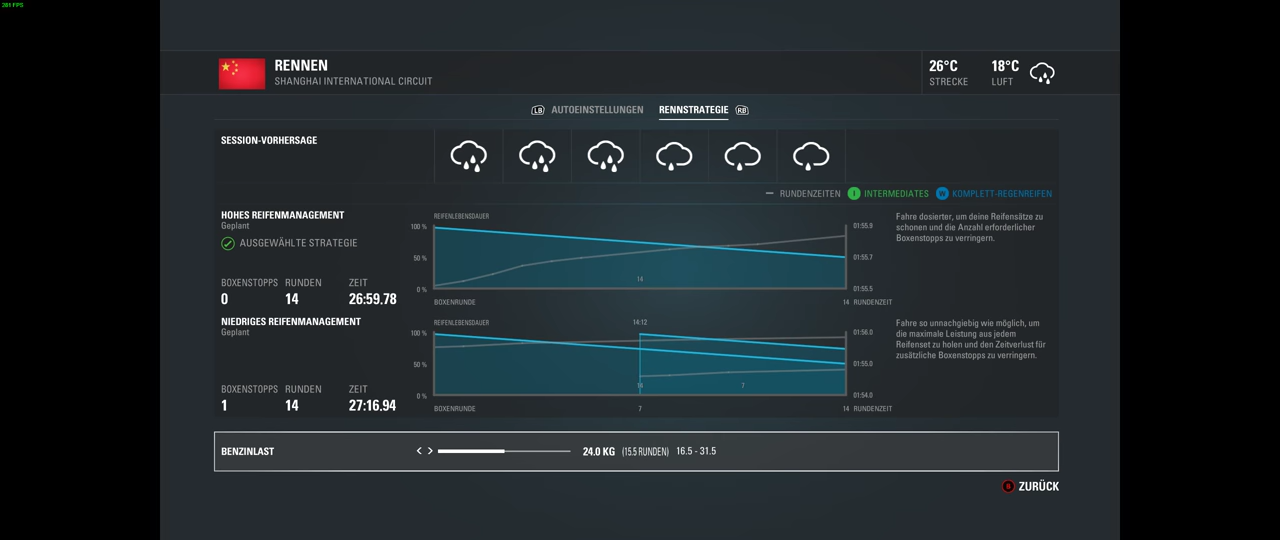 261 FPS
RENNEN
SHANGHAI INTERNATIONAL CIRCUIT
26°C
STRECKE
18°C
LUFT
LB AUTOEINSTELLUNGEN RENNSTRATEGIE RB
SESSION-VORHERSAGE
RUNDENZEITEN I INTERMEDIATES W KOMPLETT-REGENREIFEN
HOHES REIFENMANAGEMENT
Geplant
AUSGEWÄHLTE STRATEGIE
BOXENSTOPPS RUNDEN ZEIT
0 14 26:59.78
REIFENLEBENSDAUER
100 %
50 %
0 %
14
01:55.9
01:55.7
01:55.5
BOXENRUNDE 14 RUNDENZEIT
Fahre dosierter, um deine Reifensätze zu
schonen und die Anzahl erforderlicher
Boxenstopps zu verringern.
NIEDRIGES REIFENMANAGEMENT
Geplant
BOXENSTOPPS RUNDEN ZEIT
1 14 27:16.94
REIFENLEBENSDAUER 14:12
100 %
50 %
0 %
14 7
01:56.0
01:55.0
01:54.0
BOXENRUNDE 7 14 RUNDENZEIT
Fahre so unnachgiebig wie möglich, um
die maximale Leistung aus jedem
Reifenset zu holen und den Zeitverlust für
zusätzliche Boxenstopps zu verringern.
BENZINLAST < > 24.0 KG (15.5 RUNDEN) 16.5 - 31.5
B ZURÜCK